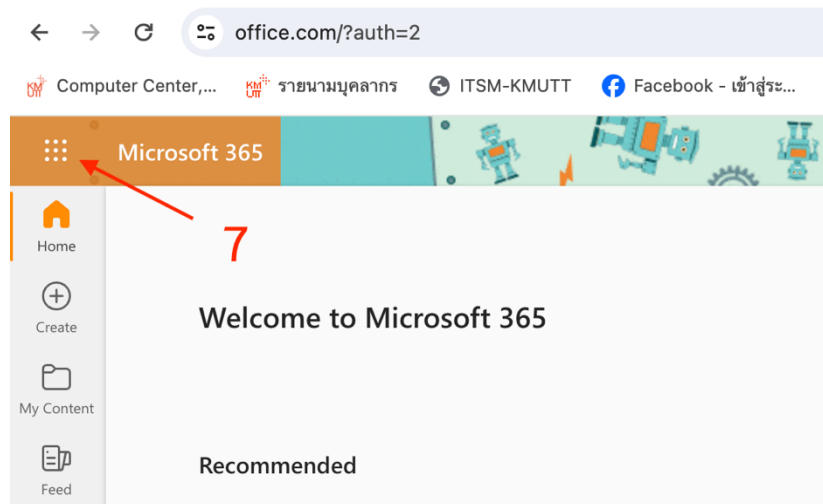 office.com/?auth=2
KMUTT Computer Center,... KMUTT รายนามบุคลากร ITSM-KMUTT Facebook - เข้าสู่ระ...
Microsoft 365
7
Home
Create
Welcome to Microsoft 365
My Content
Recommended
Feed